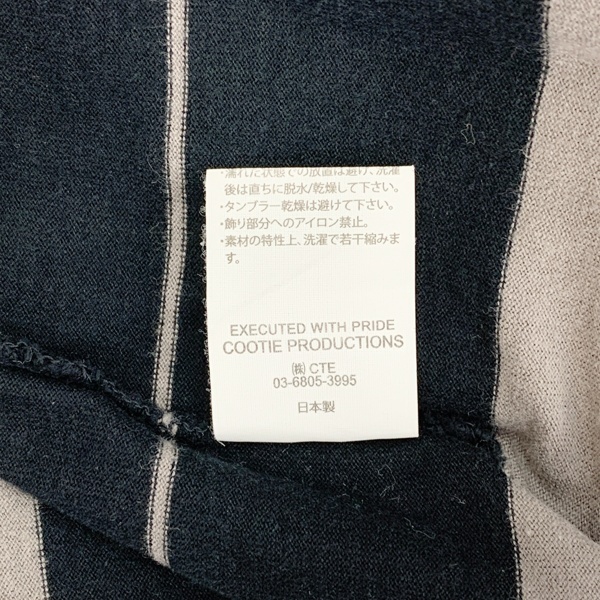 ・濡れた状態での放置は避け、洗濯
後は直ちに脱水/乾燥して下さい。
・タンブラー乾燥は避けて下さい。
・飾り部分へのアイロン禁止。
・素材の特性上、洗濯で若干縮みま
す。
EXECUTED WITH PRIDE
COOTIE PRODUCTIONS
㈱ CTE
03-6805-3995
日本製